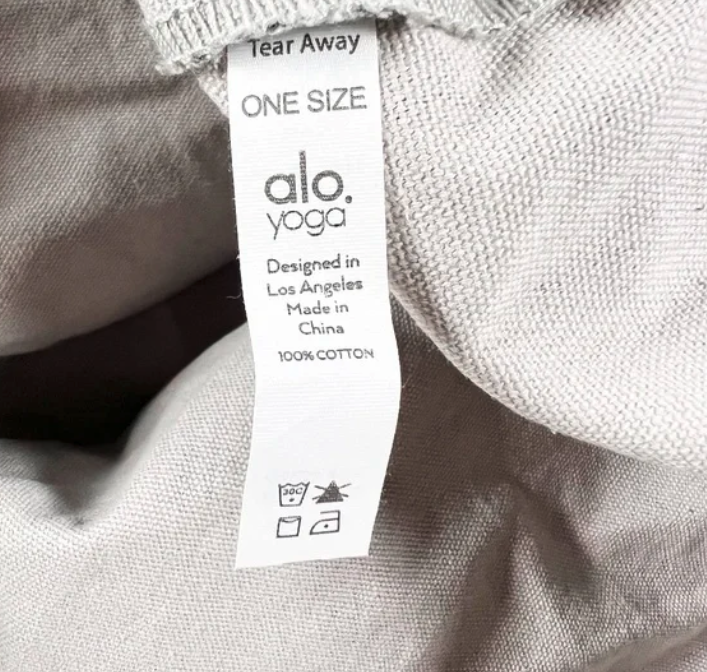 Tear Away
ONE SIZE
alo.
yoga
Designed in
Los Angeles
Made in
China
100% COTTON
30C